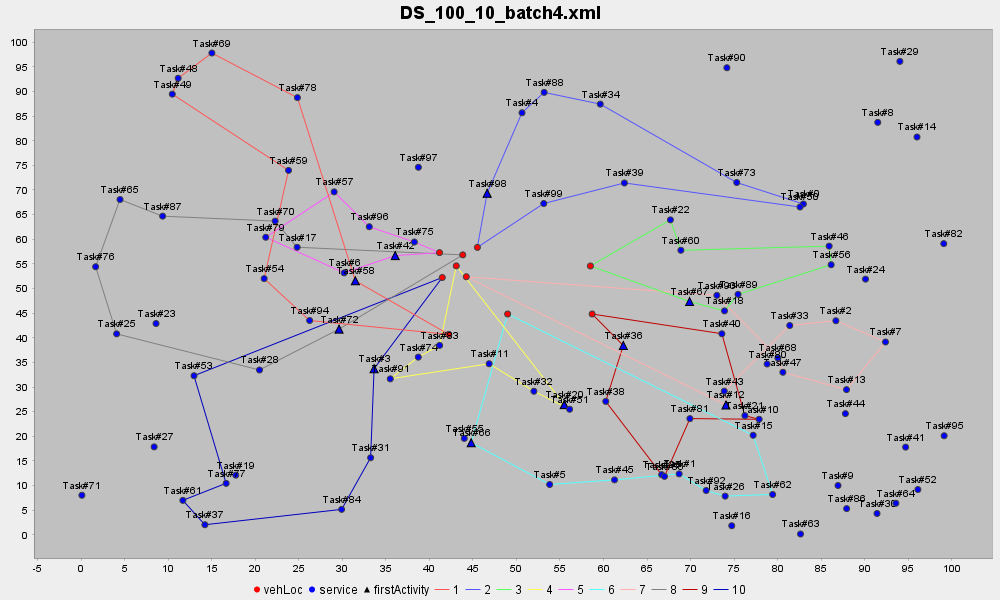 DS_100_10_batch4.xml
100
95
90
85
80
75
70
65
60
55
50
45
40
35
30
25
20
15
10
5
0
Task#69
Task#29
Task#90
Task#48
Task#49
Task#78
Task#88
Task#34
Task#4
Task#8
Task#14
Task#59
Task#97
Task#57
Task#98
Task#39
Task#73
Task#65
Task#99
Task#87
Task#70
Task#22
Task#96
Task#79
Task#75
Task#17
Task#42
Task#60
Task#46
Task#82
Task#76
Task#6
Task#58
Task#56
Task#54
Task#24
Task#67
Task#89
Task#18
Task#94
Task#72
Task#23
Task#33
Task#2
Task#25
Task#36
Task#40
Task#7
Task#74
Task#68
Task#3
Task#91
Task#11
Task#80
Task#53
Task#28
Task#47
Task#32
Task#43
Task#13
Task#38
Task#20
Task#51
Task#12
Task#21
Task#10
Task#44
Task#81
Task#55
Task#66
Task#15
Task#95
Task#27
Task#41
Task#31
Task#19
Task#5
Task#45
Task#1
Task#61
Task#92
Task#26
Task#62
Task#9
Task#52
Task#71
Task#37
Task#84
Task#16
Task#86
Task#30
Task#64
Task#63
-5 0 5 10 15 20 25 30 35 40 45 50 55 60 65 70 75 80 85 90 95 100
vehLoc service firstActivity 1 2 3 4 5 6 7 8 9 10